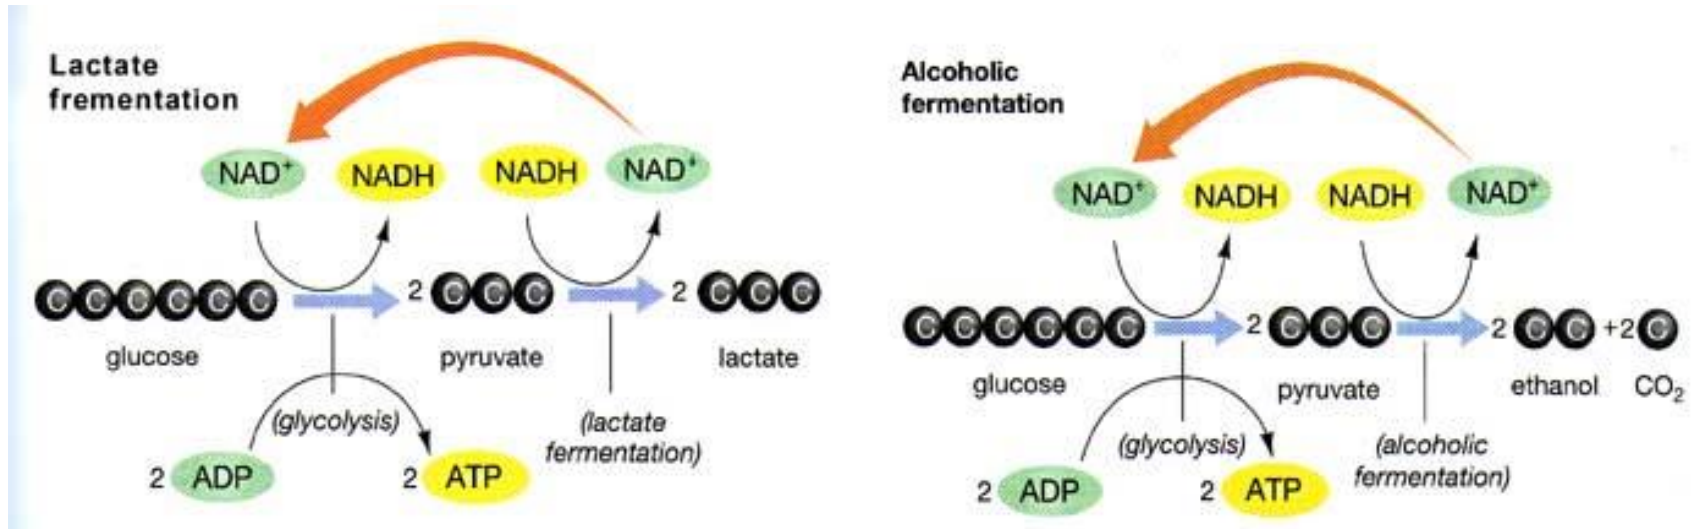 Lactate
frementation
NAD⁺ NADH NADH NAD⁺
C C C C C C 2 C C C 2 C C C
glucose pyruvate lactate
(glycolysis) (lactate
fermentation)
2 ADP 2 ATP
Alcoholic
fermentation
NAD⁺ NADH NADH NAD⁺
C C C C C C 2 C C C 2 C C +2 C
glucose pyruvate ethanol CO₂
(glycolysis) (alcoholic
fermentation)
2 ADP 2 ATP